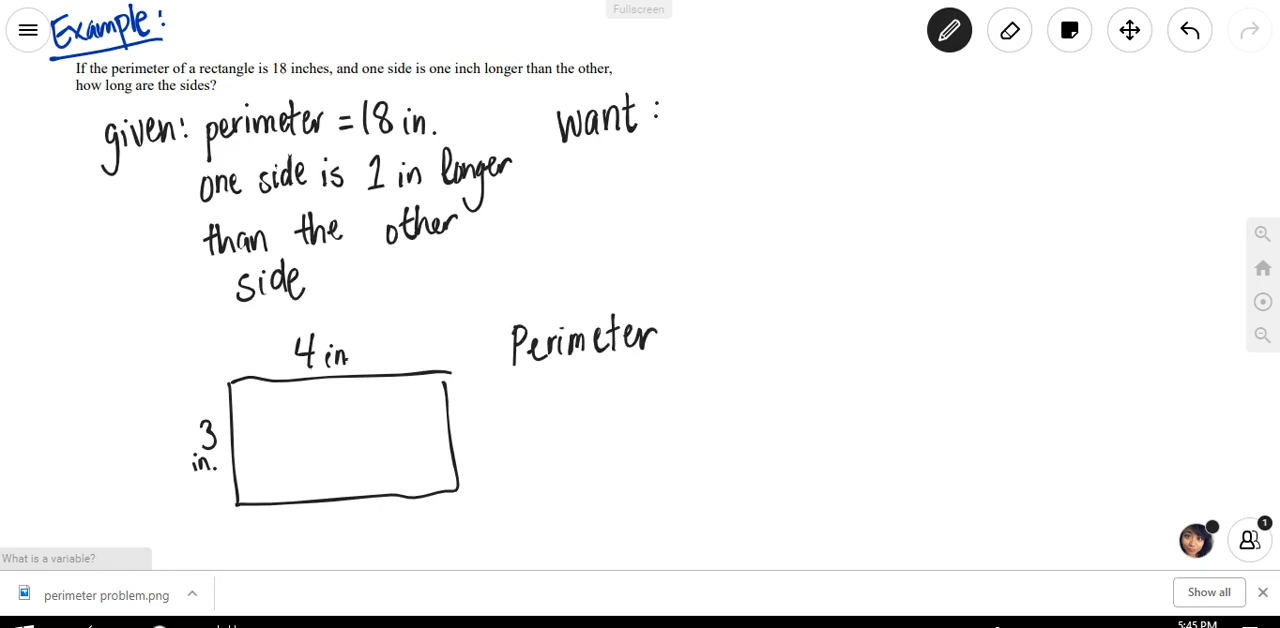 Fullscreen
Example:
If the perimeter of a rectangle is 18 inches, and one side is one inch longer than the other,
how long are the sides?
given: perimeter = 18 in.
want:
one side is 1 in longer
than the other
side
4 in
Perimeter
3
in.
1
What is a variable?
perimeter problem.png
Show all
5:45 PM